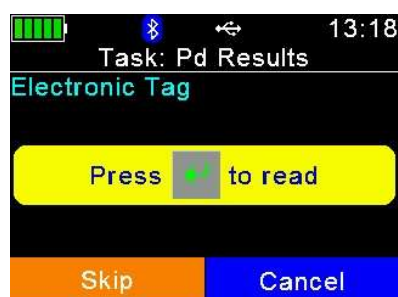 13:18
Task: Pd Results
Electronic Tag
Press to read
Skip Cancel